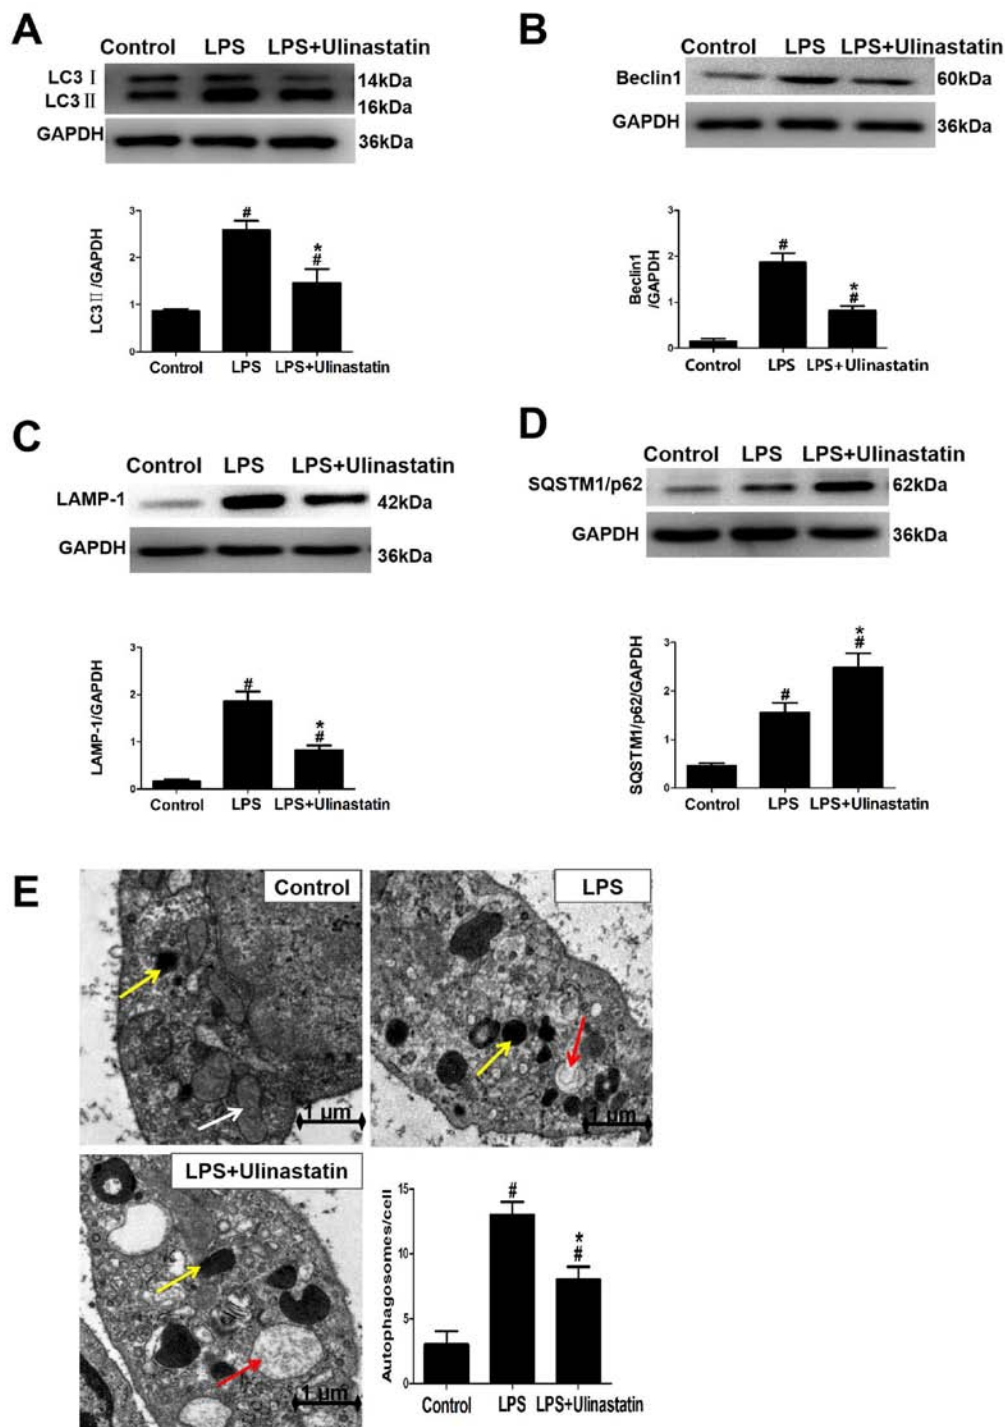 A
Control LPS LPS+Ulinastatin
LC3 Ⅰ 14kDa
LC3 Ⅱ 16kDa
GAPDH 36kDa
3
2
1
0
LC3Ⅱ/GAPDH
# * #
Control LPS LPS+Ulinastatin
B
Control LPS LPS+Ulinastatin
Beclin1 60kDa
GAPDH 36kDa
3
2
1
0
Beclin1
/GAPDH
# * #
Control LPS LPS+Ulinastatin
C
Control LPS LPS+Ulinastatin
LAMP-1 42kDa
GAPDH 36kDa
3
2
1
0
LAMP-1/GAPDH
# * #
Control LPS LPS+Ulinastatin
D
Control LPS LPS+Ulinastatin
SQSTM1/p62 62kDa
GAPDH 36kDa
3
2
1
0
SQSTM1/p62/GAPDH
# * #
Control LPS LPS+Ulinastatin
E
Control
1 μm
LPS
1 μm
LPS+Ulinastatin
1 μm
15
10
5
0
Autophagosomes/cell
# * #
Control LPS LPS+Ulinastatin